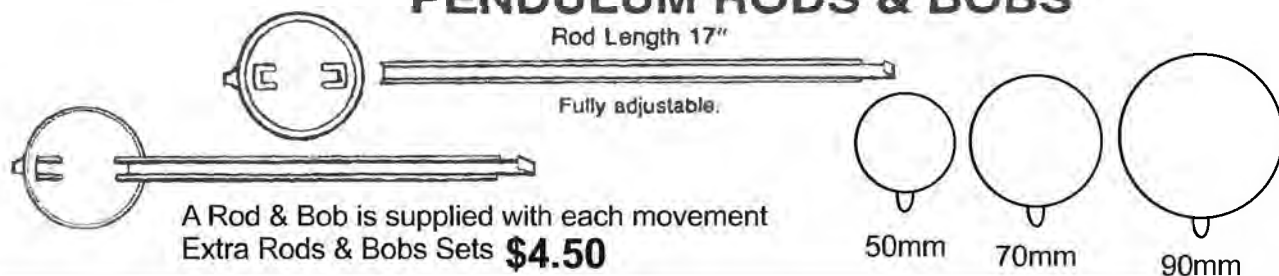 PENDULUM RODS & BOBS
Rod Length 17"
Fully adjustable.
A Rod & Bob is supplied with each movement
Extra Rods & Bobs Sets $4.50
50mm
70mm
90mm